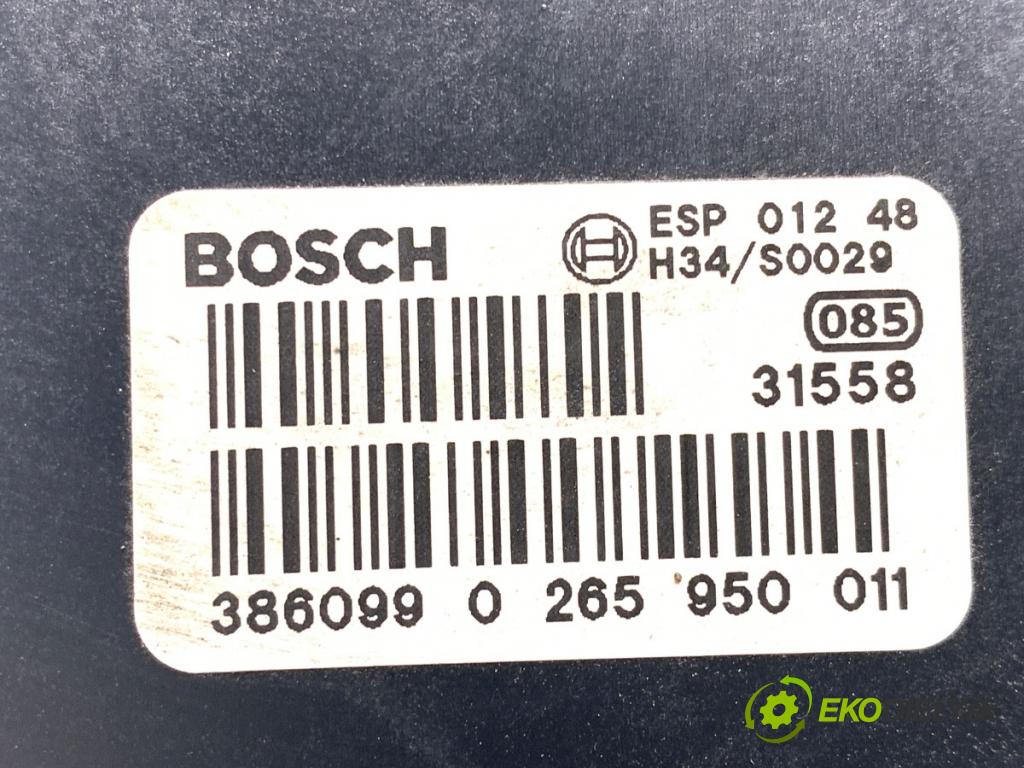 BOSCH
ESP 012 48
H34/S0029
085
31558
386099 0 265 950 011
EKO